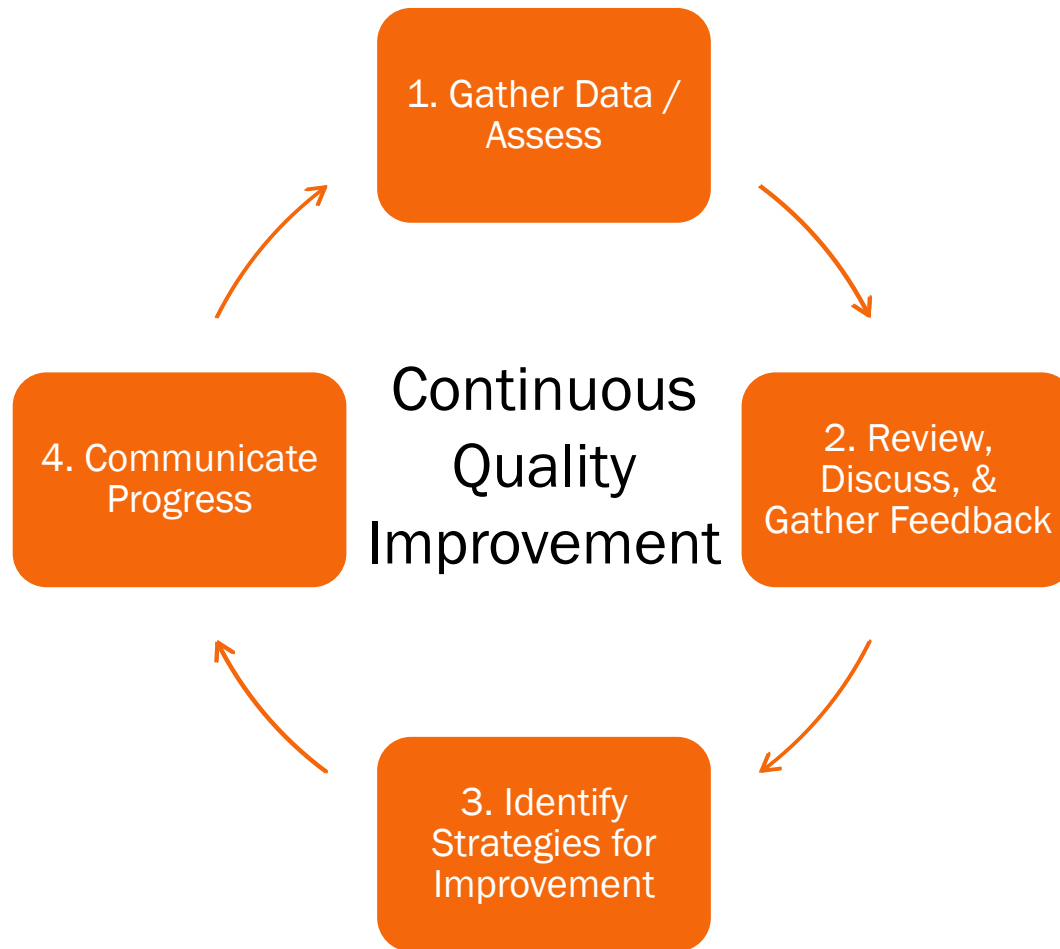 1. Gather Data /
Assess
Continuous
Quality
Improvement
2. Review,
Discuss, &
Gather Feedback
3. Identify
Strategies for
Improvement
4. Communicate
Progress